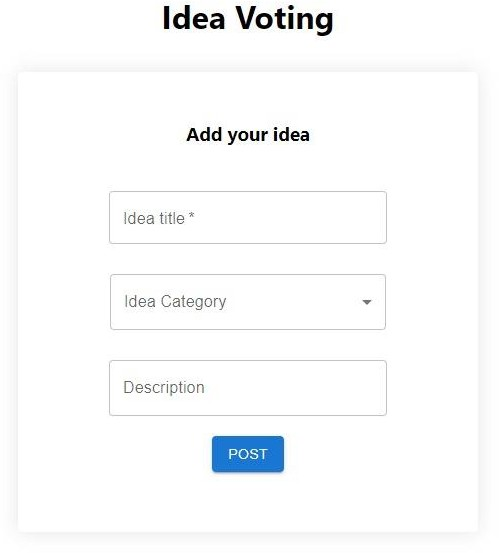 Idea Voting
Add your idea
Idea title *
Idea Category
Description
POST